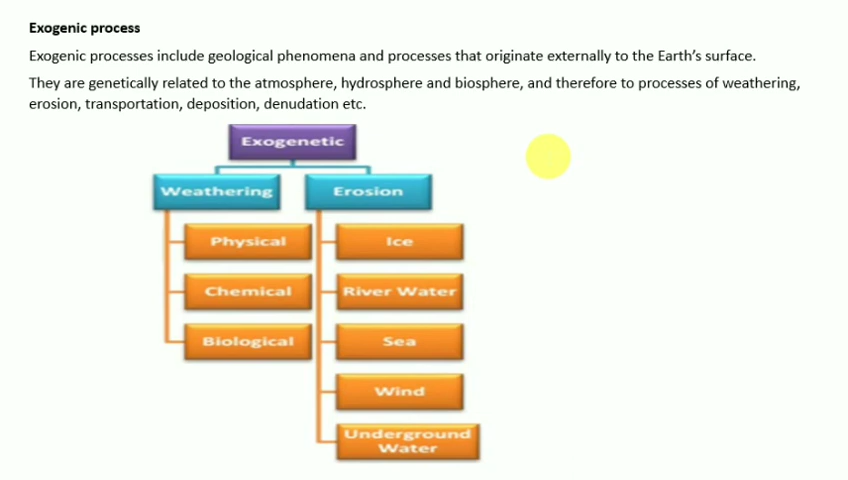 Exogenic process
Exogenic processes include geological phenomena and processes that originate externally to the Earth's surface.
They are genetically related to the atmosphere, hydrosphere and biosphere, and therefore to processes of weathering,
erosion, transportation, deposition, denudation etc.
Exogenetic
Weathering
Erosion
Physical
Ice
Chemical
River Water
Biological
Sea
Wind
Underground
Water